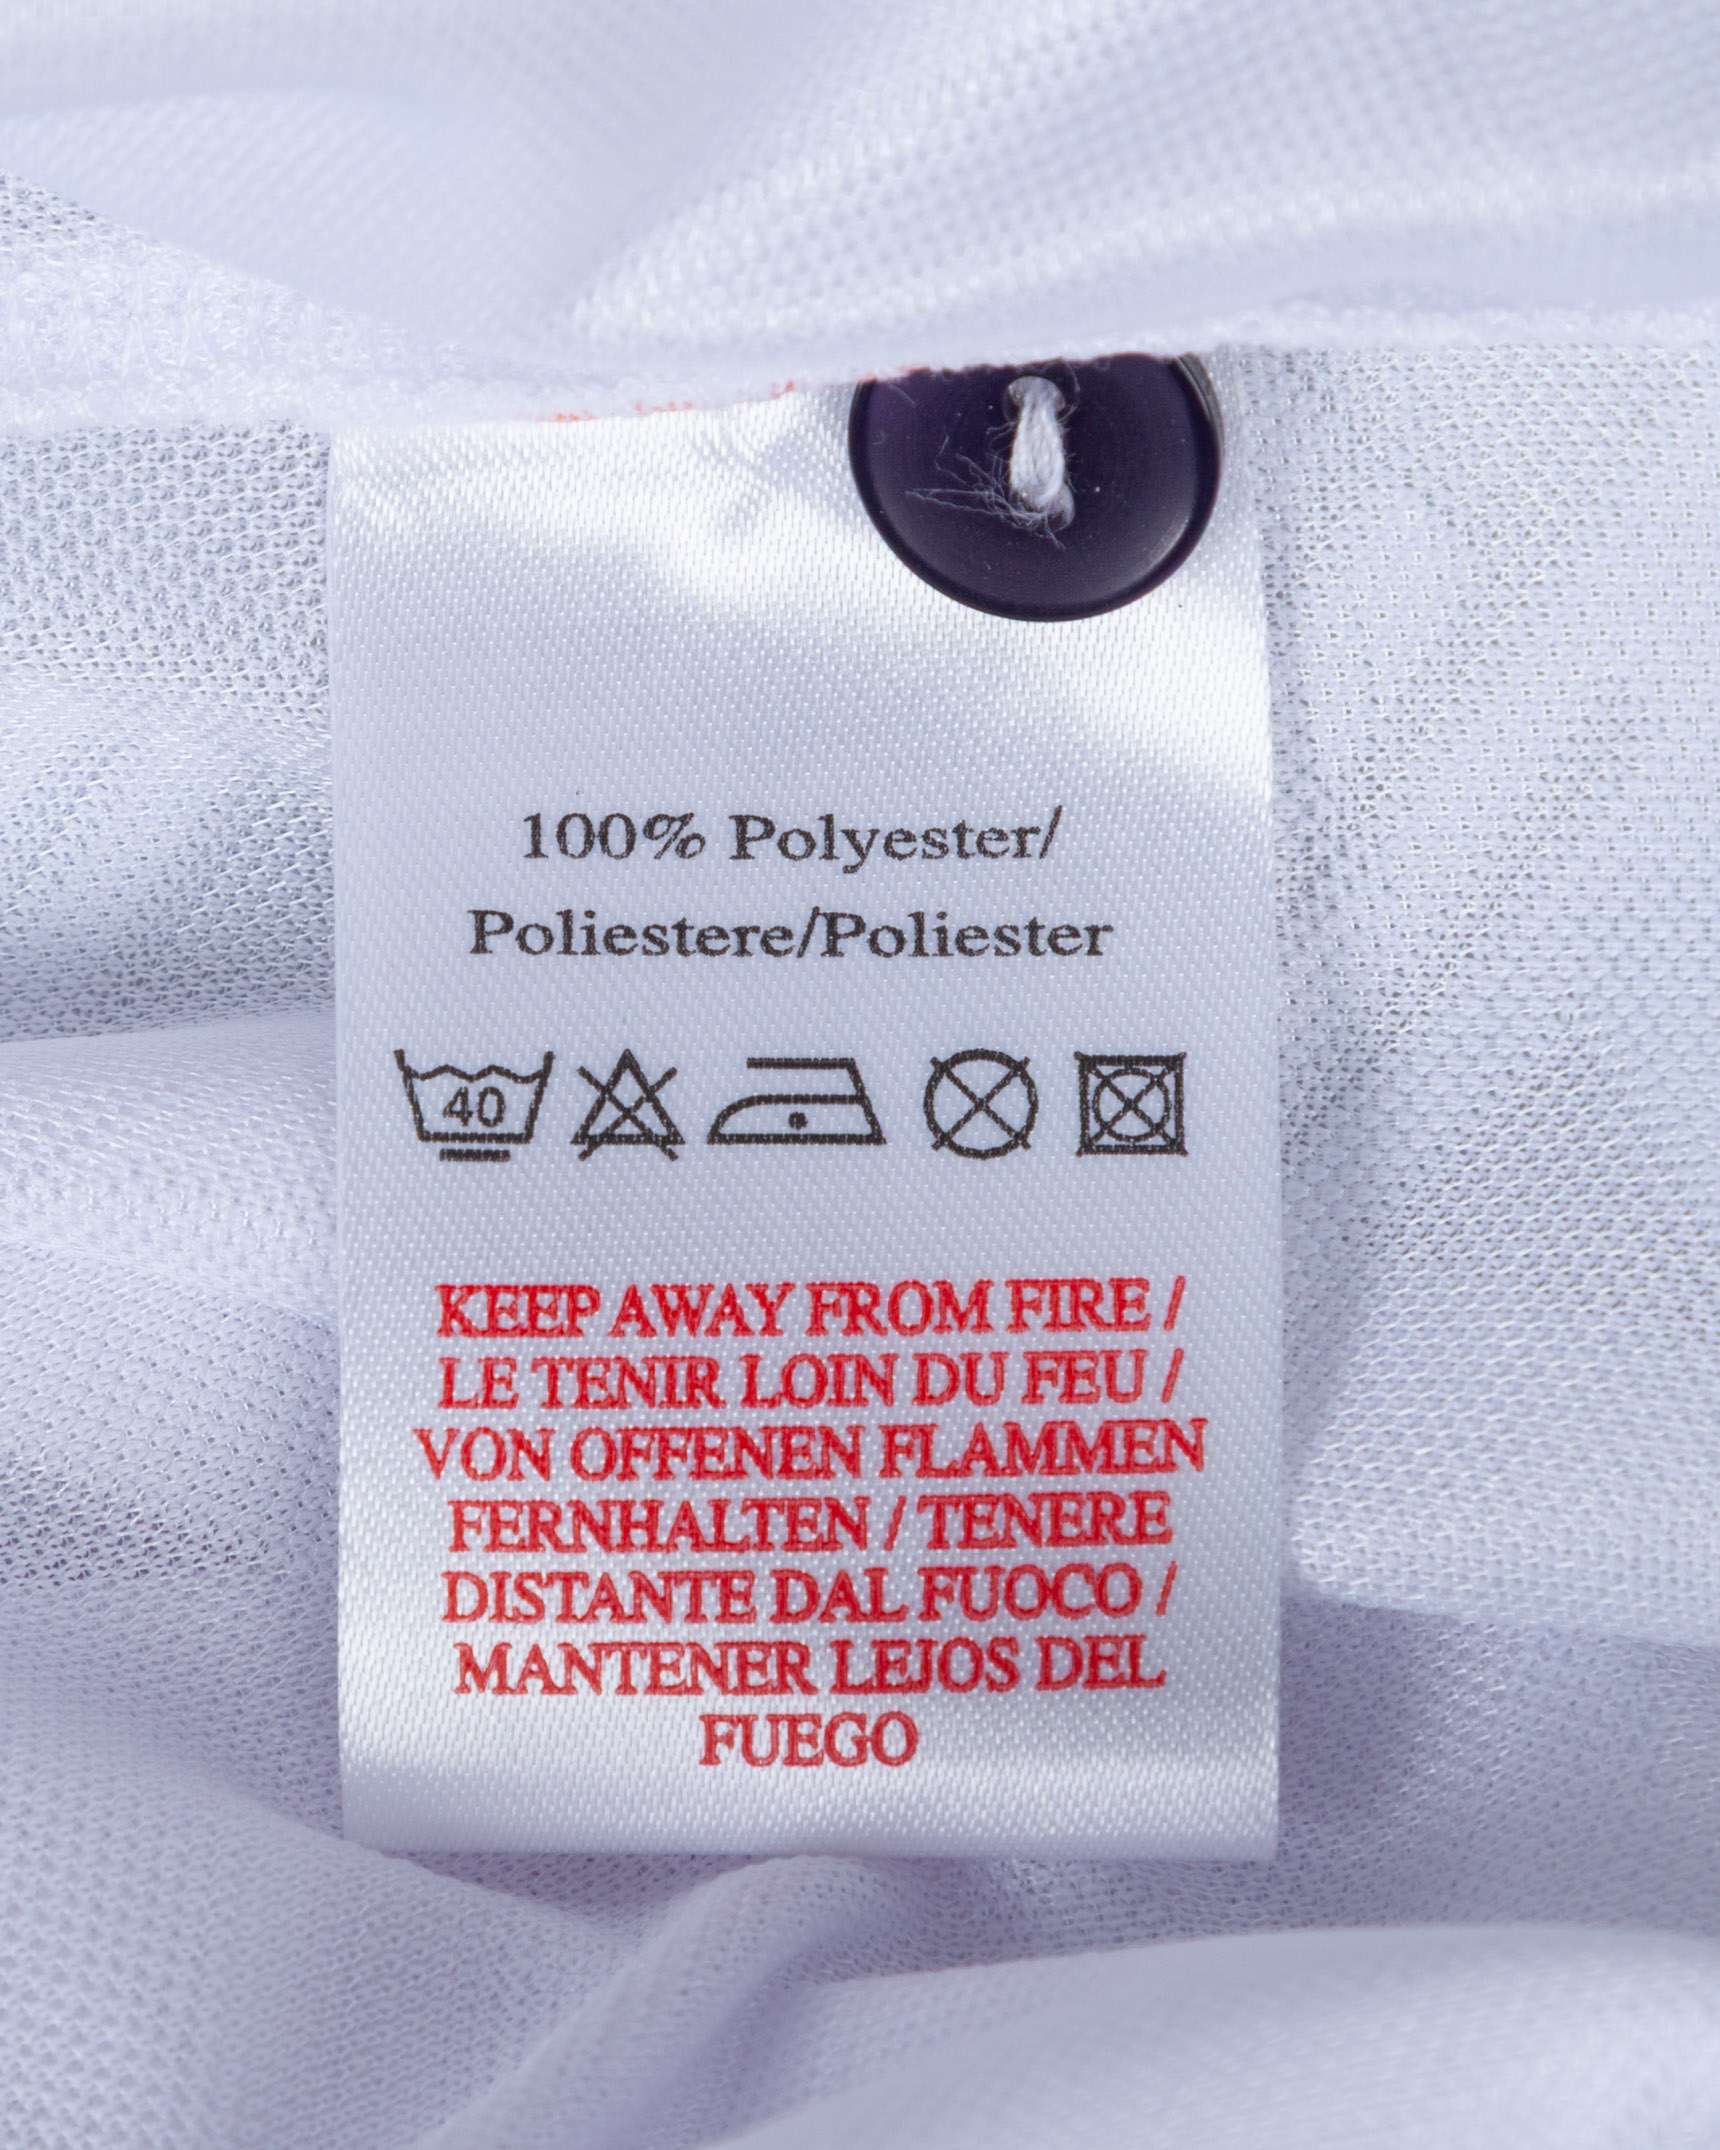 100% Polyester/
Poliestere/Poliester
40
KEEP AWAY FROM FIRE /
LE TENIR LOIN DU FEU /
VON OFFENEN FLAMMEN
FERNHALTEN / TENERE
DISTANTE DAL FUOCO /
MANTENER LEJOS DEL
FUEGO